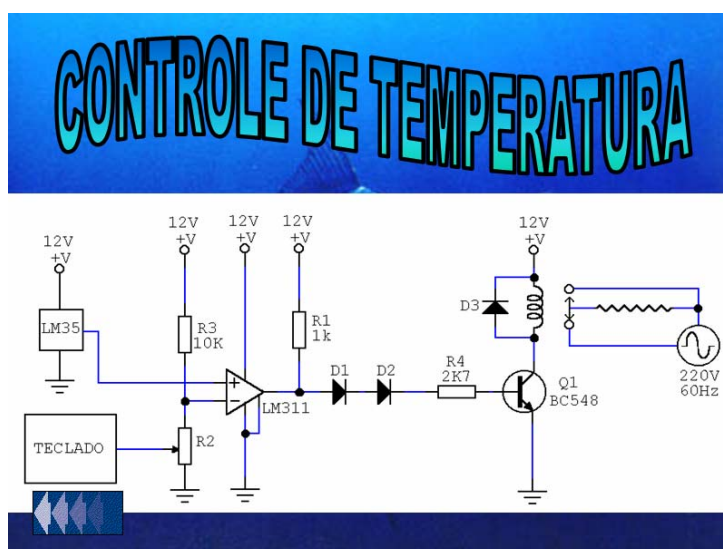 CONTROLE DE TEMPERATURA
12V
+V
12V
+V
12V
+V
12V
+V
12V
+V
LM35
R3
10K
R1
1k
D3
LM311
D1
D2
R4
2K7
Q1
BC548
220V
60Hz
TECLADO
R2